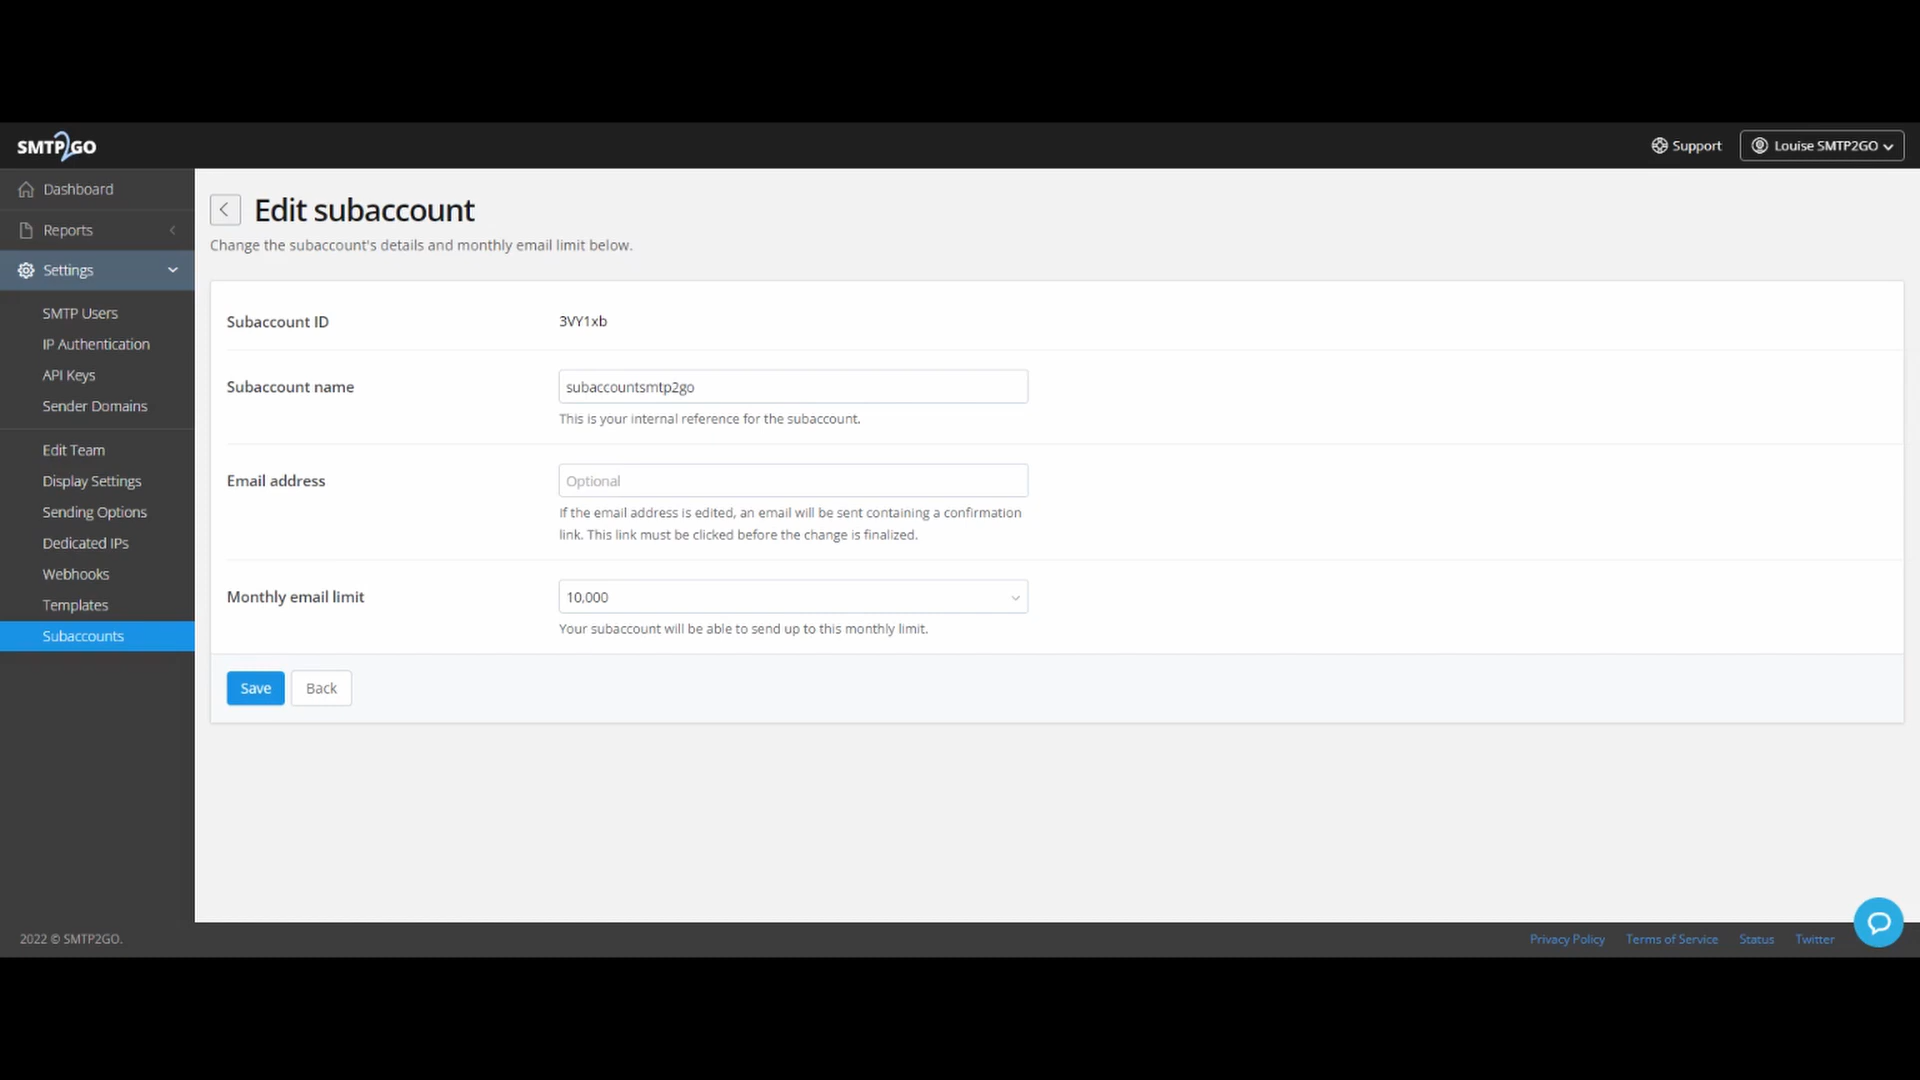 SMTP2GO
Support
Louise SMTP2GO
Dashboard
Reports
Settings
SMTP Users
IP Authentication
API Keys
Sender Domains
Edit Team
Display Settings
Sending Options
Dedicated IPs
Webhooks
Templates
Subaccounts
Edit subaccount
Change the subaccount's details and monthly email limit below.
Subaccount ID
3VY1xb
Subaccount name
subaccountsmtp2go
This is your internal reference for the subaccount.
Email address
Optional
If the email address is edited, an email will be sent containing a confirmation
link. This link must be clicked before the change is finalized.
Monthly email limit
10,000
Your subaccount will be able to send up to this monthly limit.
Save
Back
2022 © SMTP2GO.
Privacy Policy
Terms of Service
Status
Twitter